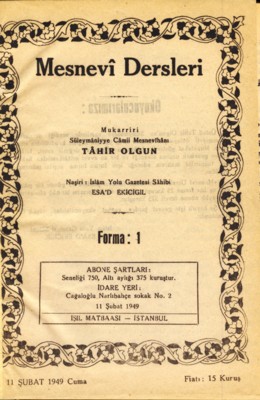 Mesnevî Dersleri
Mukarriri
Süleymâniyye Câmii Mesnevîhânı
TÂHİR OLGUN
Naşiri: İslâm Yolu Gazetesi Sâhibi
ESA'D EKİCİGİL
Forma: 1
ABONE ŞARTLARI:
Seneliği 750, Altı aylığı 375 kuruştur.
İDARE YERİ:
Cağaloğlu Narlıbahçe sokak No. 2
11 Şubat 1949
IŞIL MATBAASI — İSTANBUL
11 ŞUBAT 1949 Cuma
Fiatı: 15 Kuruş